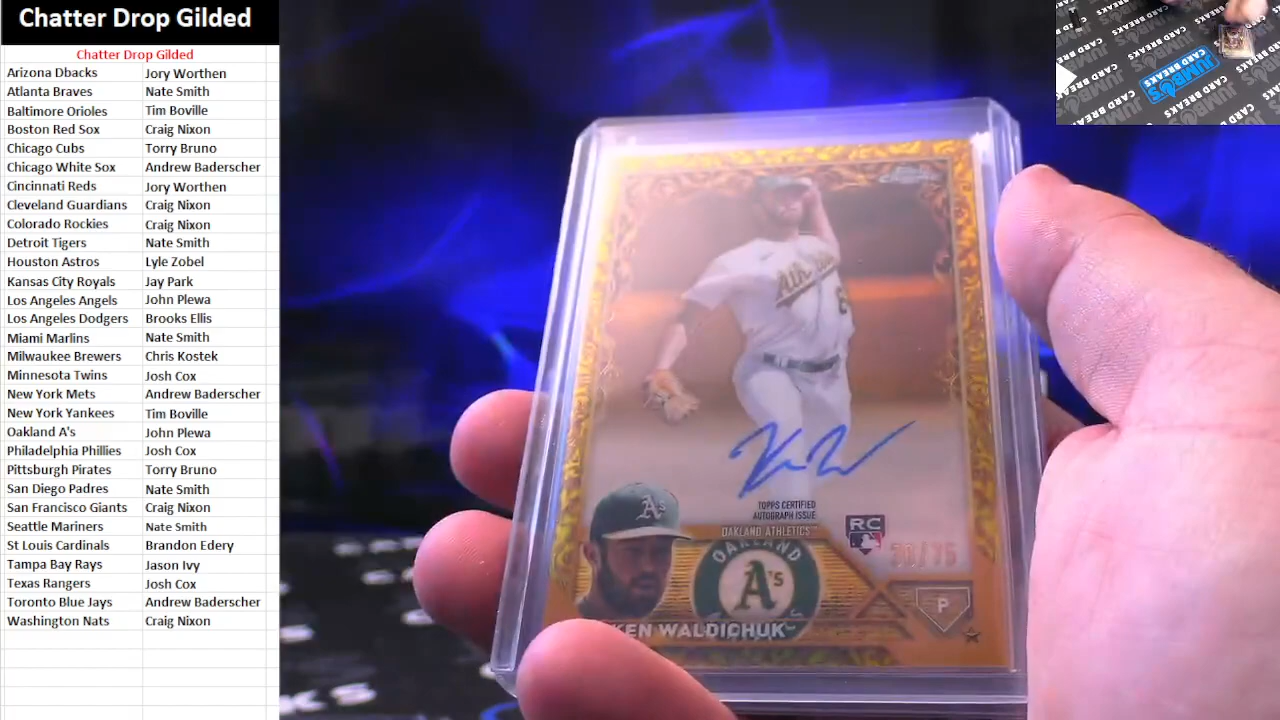 Chatter Drop Gilded
Chatter Drop Gilded
Arizona Dbacks Jory Worthen
Atlanta Braves Nate Smith
Baltimore Orioles Tim Boville
Boston Red Sox Craig Nixon
Chicago Cubs Torry Bruno
Chicago White Sox Andrew Baderscher
Cincinnati Reds Jory Worthen
Cleveland Guardians Craig Nixon
Colorado Rockies Craig Nixon
Detroit Tigers Nate Smith
Houston Astros Lyle Zobel
Kansas City Royals Jay Park
Los Angeles Angels John Plewa
Los Angeles Dodgers Brooks Ellis
Miami Marlins Nate Smith
Milwaukee Brewers Chris Kostek
Minnesota Twins Josh Cox
New York Mets Andrew Baderscher
New York Yankees Tim Boville
Oakland A's John Plewa
Philadelphia Phillies Josh Cox
Pittsburgh Pirates Torry Bruno
San Diego Padres Nate Smith
San Francisco Giants Craig Nixon
Seattle Mariners Nate Smith
St Louis Cardinals Brandon Edery
Tampa Bay Rays Jason Ivy
Texas Rangers Josh Cox
Toronto Blue Jays Andrew Baderscher
Washington Nats Craig Nixon
JUMBO'S
CARD BREAKS
TOPPS CERTIFIED
AUTOGRAPH ISSUE
RC
OAKLAND ATHLETICS™
OAKLAND
A's
A's
P
KEN WALDICHUK